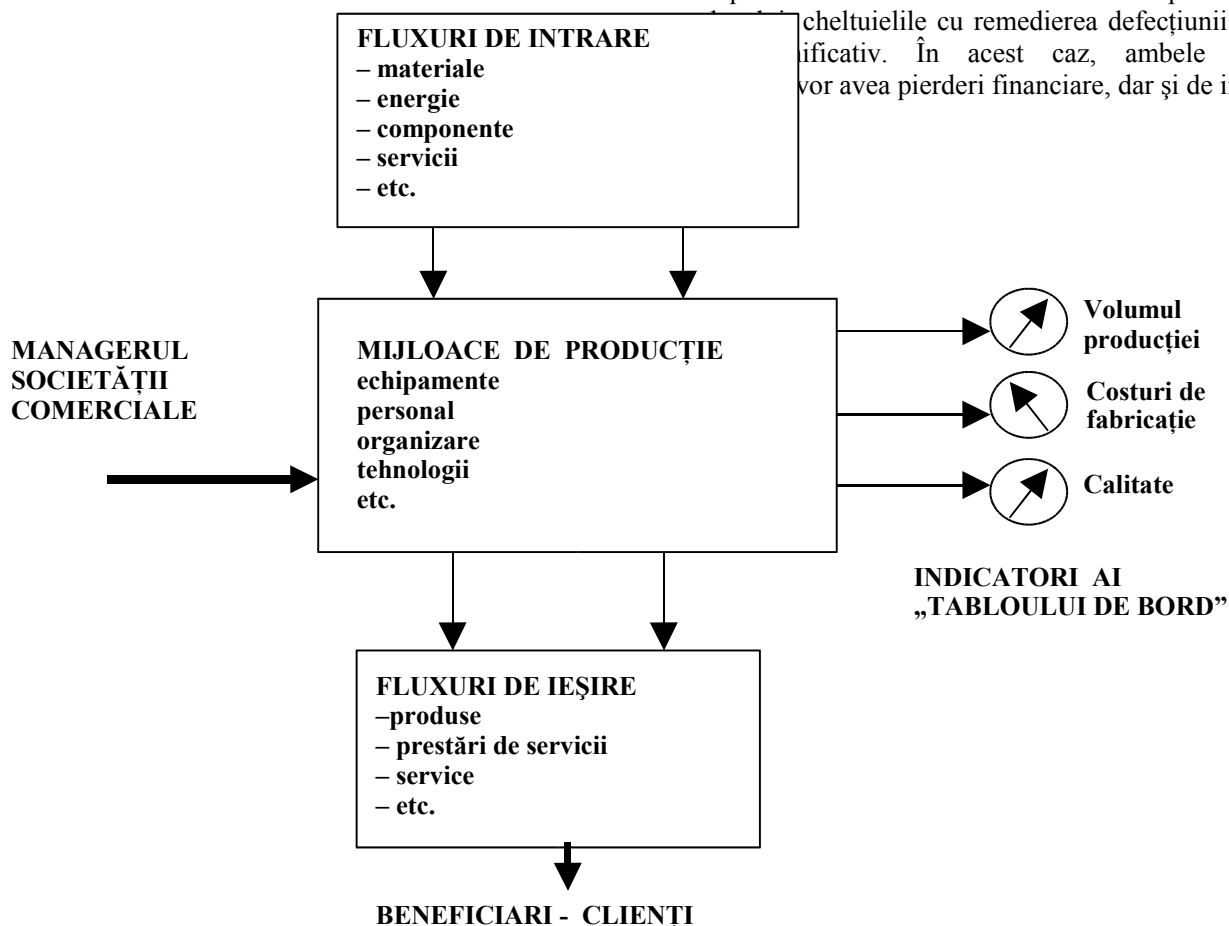 cheltuielile cu remedierea defecțiunii
În acest caz, ambele
vor avea pierderi financiare, dar şi de
FLUXURI DE INTRARE
– materiale
– energie
– componente
– servicii
– etc.
MANAGERUL
SOCIETĂȚII
COMERCIALE
MIJLOACE DE PRODUCȚIE
echipamente
personal
organizare
tehnologii
etc.
Volumul
producției
Costuri de
fabricație
Calitate
INDICATORI AI
„TABLOULUI DE BORD”
FLUXURI DE IEŞIRE
–produse
– prestări de servicii
– service
– etc.
BENEFICIARI - CLIENȚI